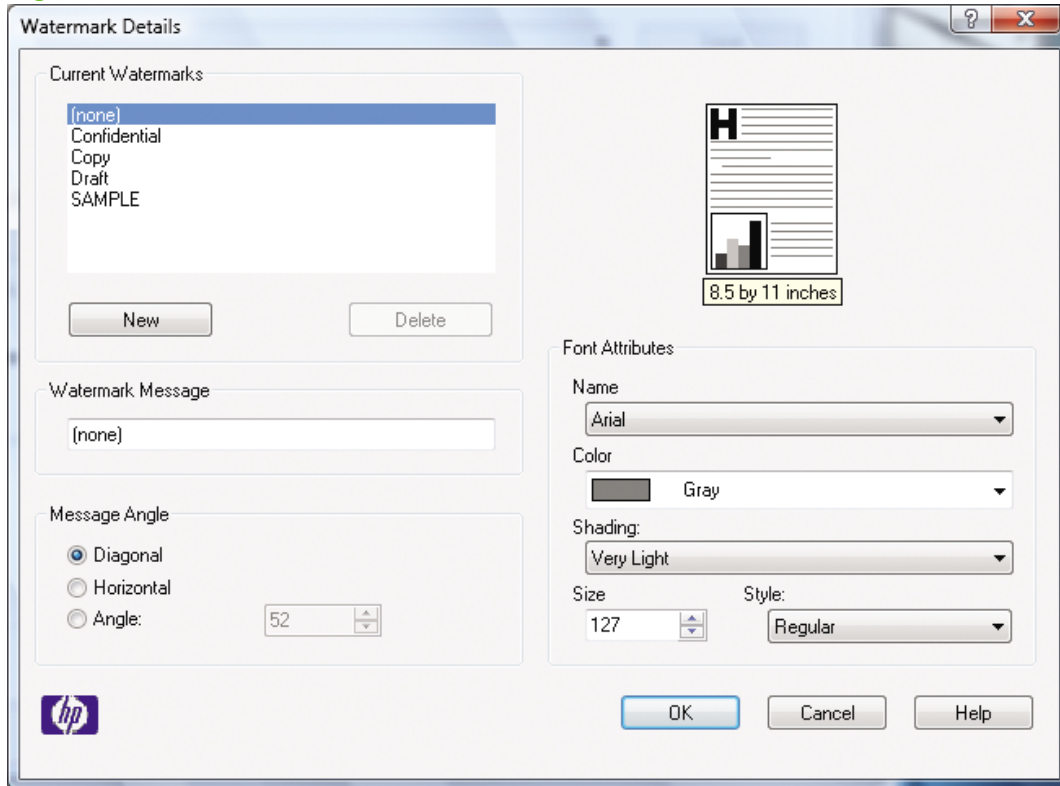 Watermark Details
?
X
Current Watermarks
(none)
Confidential
Copy
Draft
SAMPLE
New
Delete
H
8.5 by 11 inches
Watermark Message
(none)
Message Angle
Diagonal
Horizontal
Angle:
52
Font Attributes
Name
Arial
Color
Gray
Shading:
Very Light
Size
Style:
127
Regular
hp
OK
Cancel
Help